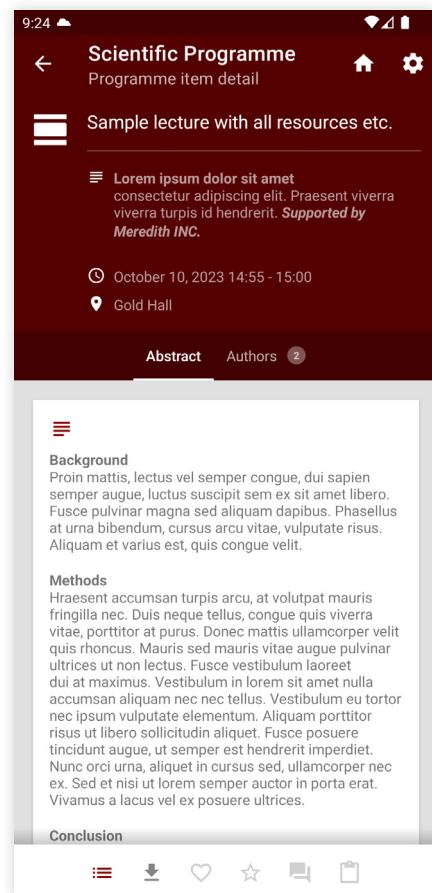 9:24
Scientific Programme
Programme item detail
Sample lecture with all resources etc.
Lorem ipsum dolor sit amet
consectetur adipiscing elit. Praesent viverra
viverra turpis id hendrerit. Supported by
Meredith INC.
October 10, 2023 14:55 - 15:00
Gold Hall
Abstract Authors 2
Background
Proin mattis, lectus vel semper congue, dui sapien
semper augue, luctus suscipit sem ex sit amet libero.
Fusce pulvinar magna sed aliquam dapibus. Phasellus
at urna bibendum, cursus arcu vitae, vulputate risus.
Aliquam et varius est, quis congue velit.
Methods
Hraesent accumsan turpis arcu, at volutpat mauris
fringilla nec. Duis neque tellus, congue quis viverra
vitae, porttitor at purus. Donec mattis ullamcorper velit
quis rhoncus. Mauris sed mauris vitae augue pulvinar
ultrices ut non lectus. Fusce vestibulum laoreet
dui at maximus. Vestibulum in lorem sit amet nulla
accumsan aliquam nec nec tellus. Vestibulum eu tortor
nec ipsum vulputate elementum. Aliquam porttitor
risus ut libero sollicitudin aliquet. Fusce posuere
tincidunt augue, ut semper est hendrerit imperdiet.
Nunc orci urna, aliquet in cursus sed, ullamcorper nec
ex. Sed et nisi ut lorem semper auctor in porta erat.
Vivamus a lacus vel ex posuere ultrices.
Conclusion